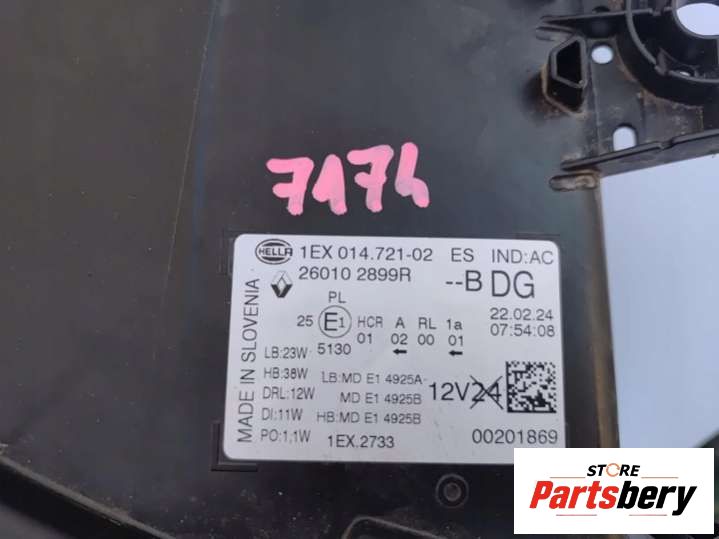 7174
HELLA 1EX 014.721-02 ES IND:AC
26010 2899R --B DG
PL
22.02.24
25 E1 HCR A RL 1a 07:54:08
01 02 00 01
LB:23W 5130 ← ←
HB:38W LB:MD E1 4925A-
DRL:12W MD E1 4925B 12V24
DI:11W HB:MD E1 4925B
PO:1,1W 1EX.2733 00201869
MADE IN SLOVENIA
STORE
Partsbery